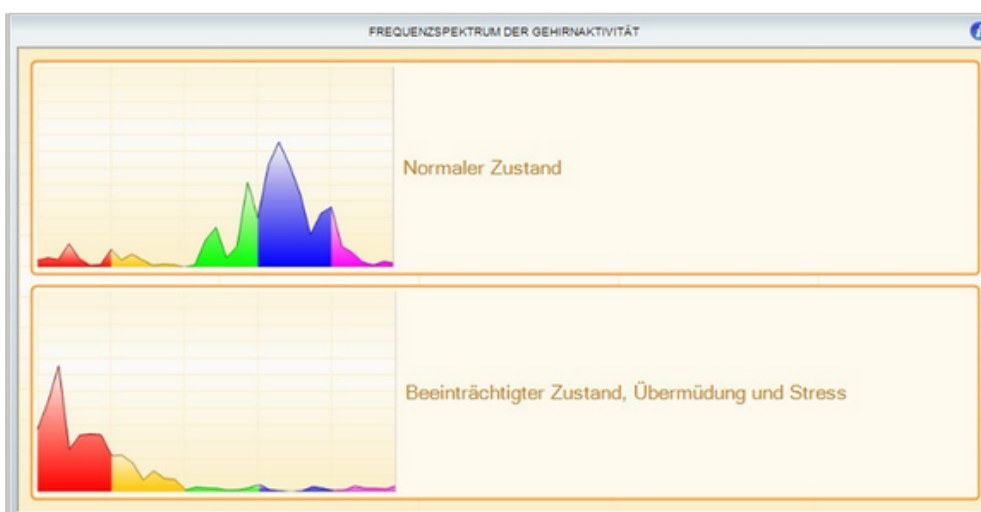 FREQUENZSPEKTRUM DER GEHIRNAKTIVITÄT
Normaler Zustand
Beeinträchtigter Zustand, Übermüdung und Stress